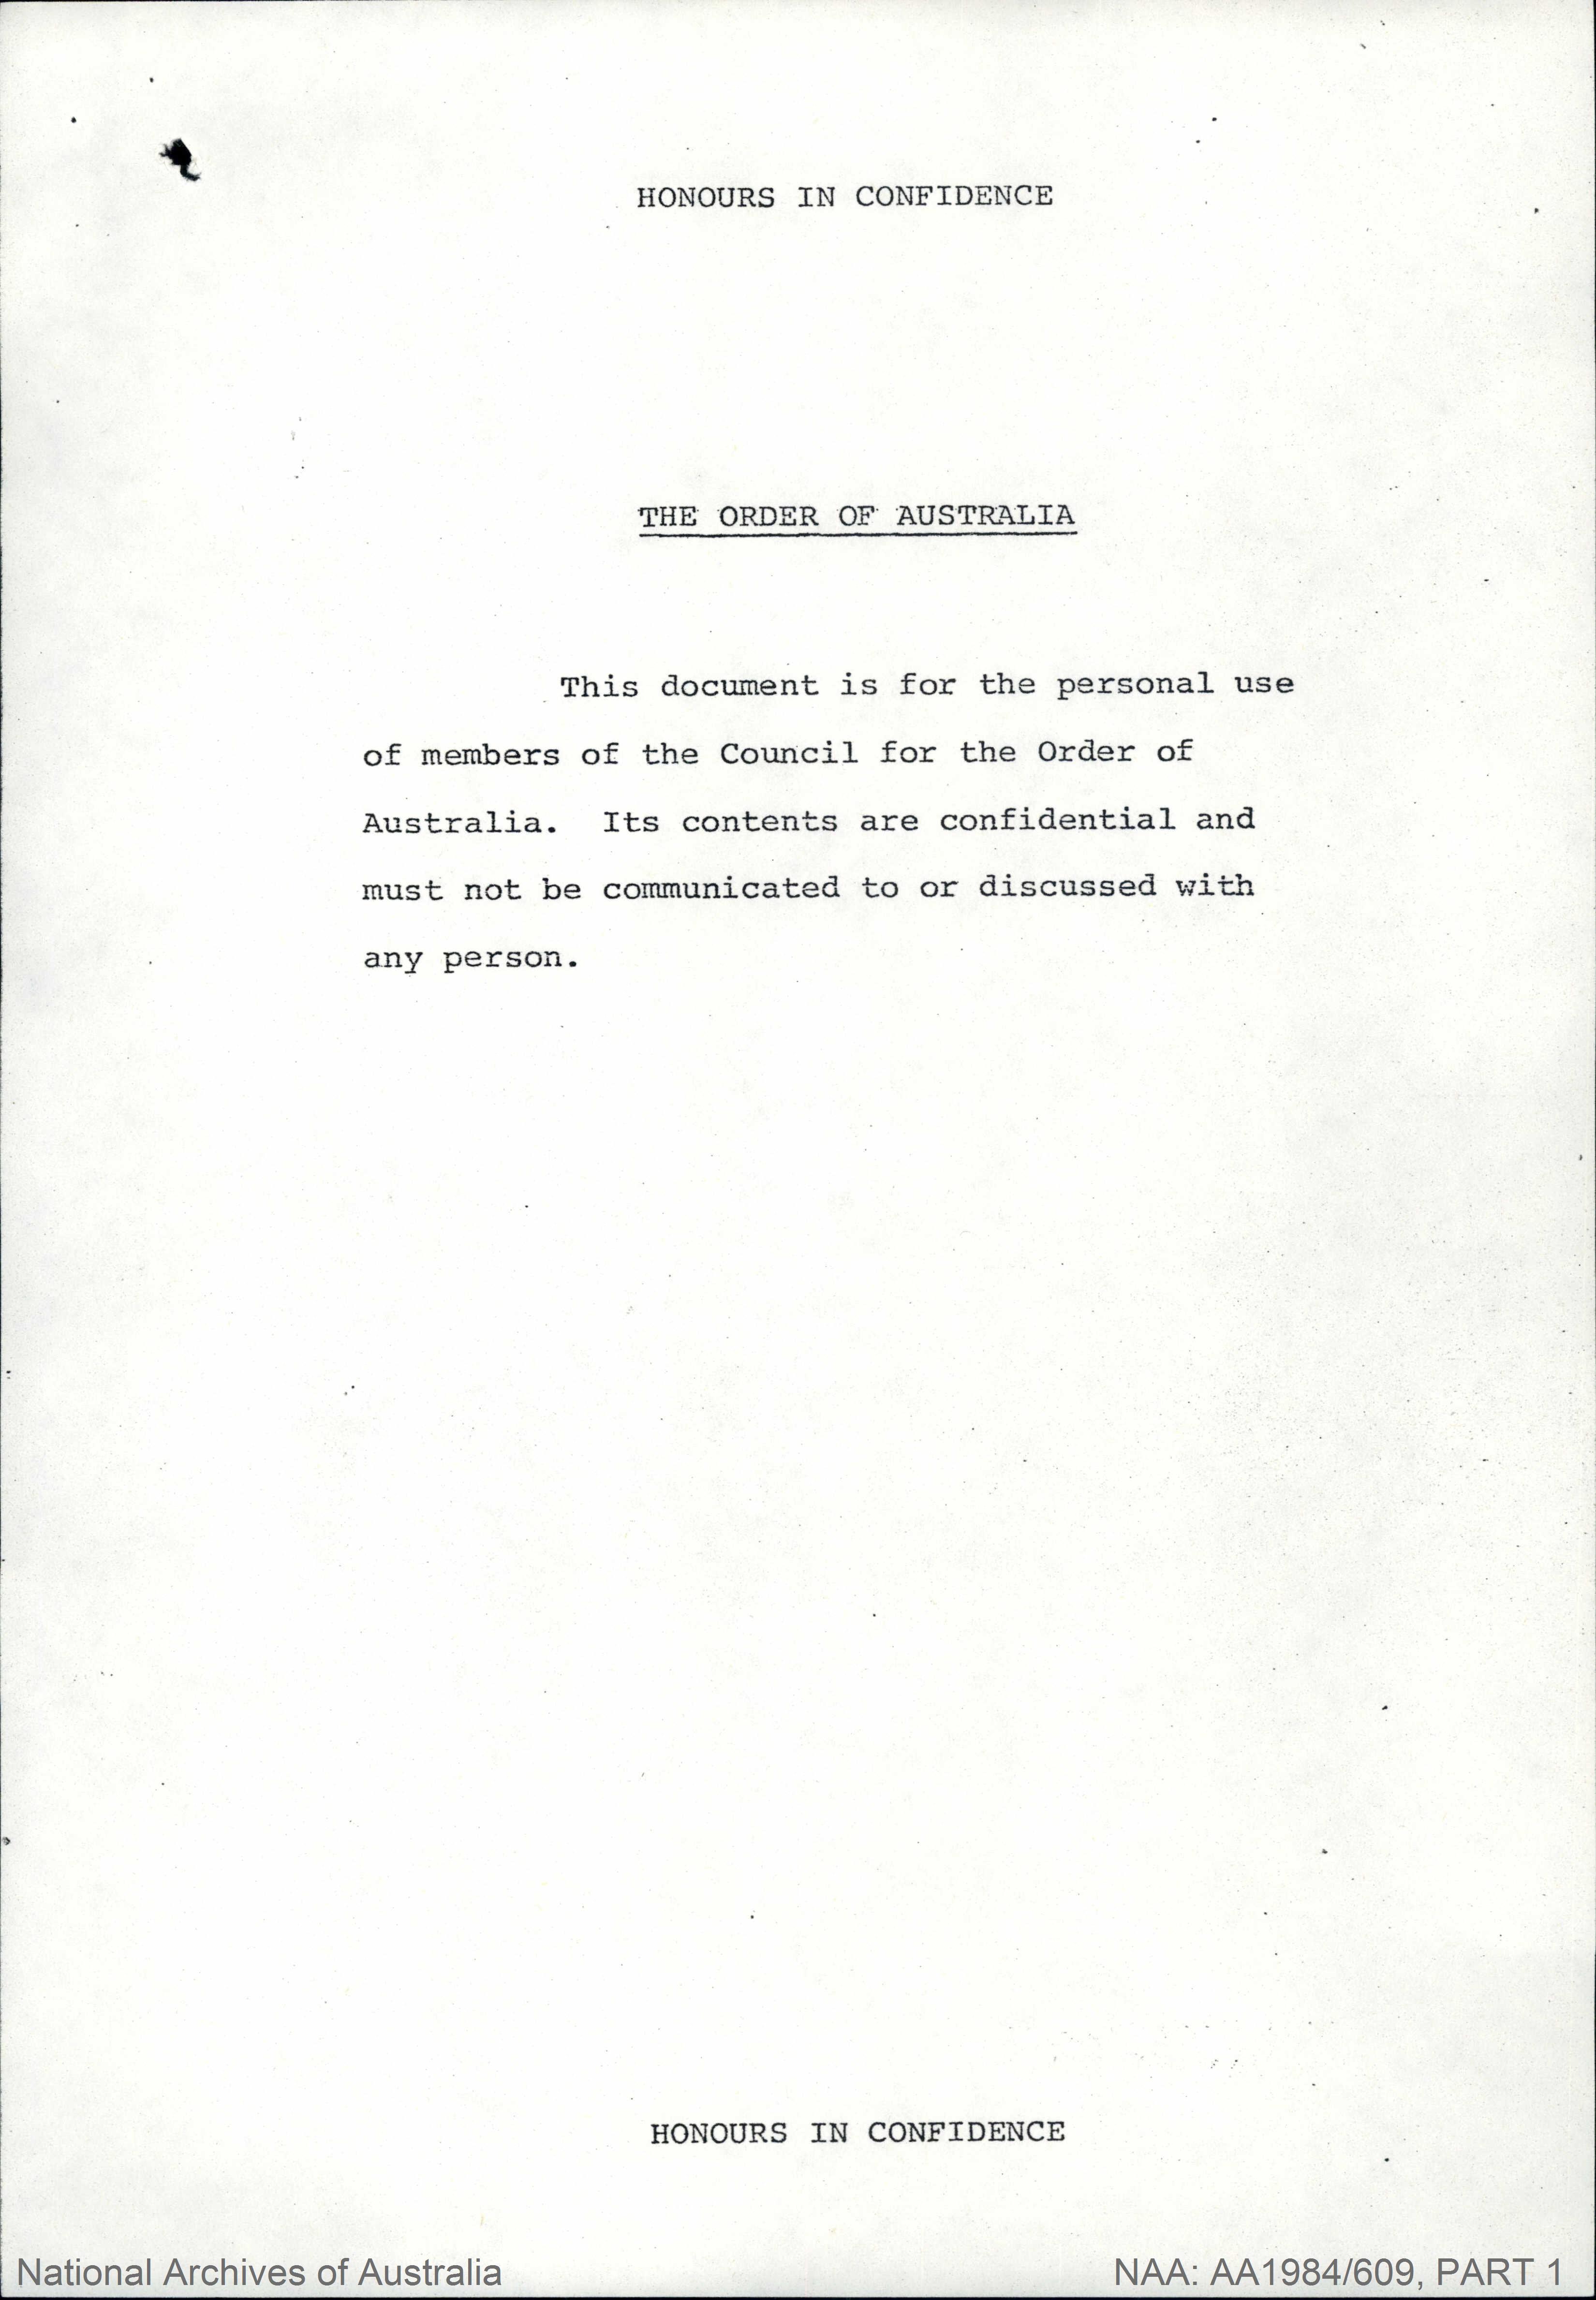 HONOURS IN CONFIDENCE
THE ORDER OF AUSTRALIA
This document is for the personal use
of members of the Council for the Order of
Australia. Its contents are confidential and
must not be communicated to or discussed with
any person.
HONOURS IN CONFIDENCE
National Archives of Australia
NAA: AA1984/609, PART 1